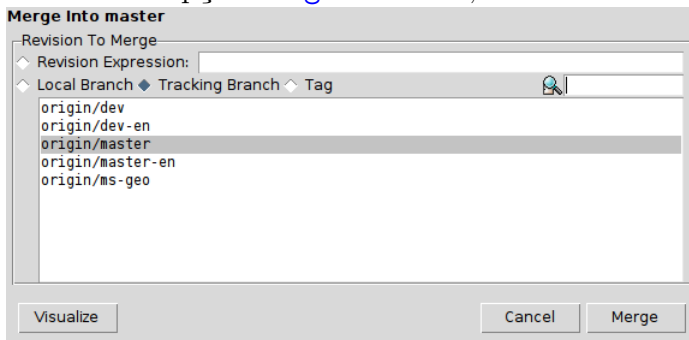 Merge Into master
Revision To Merge
Revision Expression:
Local Branch Tracking Branch Tag
origin/dev
origin/dev-en
origin/master
origin/master-en
origin/ms-geo
Visualize Cancel Merge